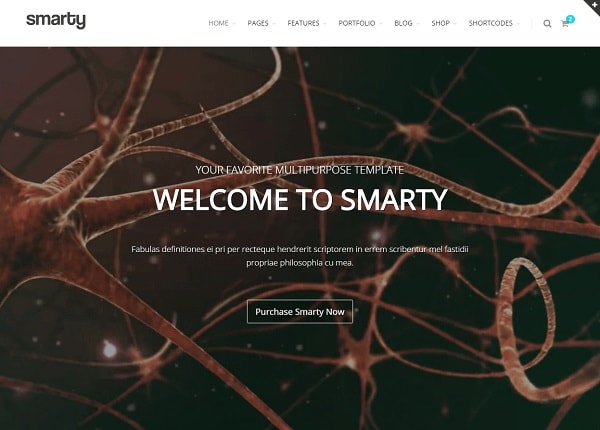 smarty
HOME PAGES FEATURES PORTFOLIO BLOG SHOP SHORTCODES
2
YOUR FAVORITE MULTIPURPOSE TEMPLATE
WELCOME TO SMARTY
Fabulas definitiones ei pri per recteque hendrerit scriptorem in errem scribentur mel fastidii
propriae philosophia cu mea.
Purchase Smarty Now